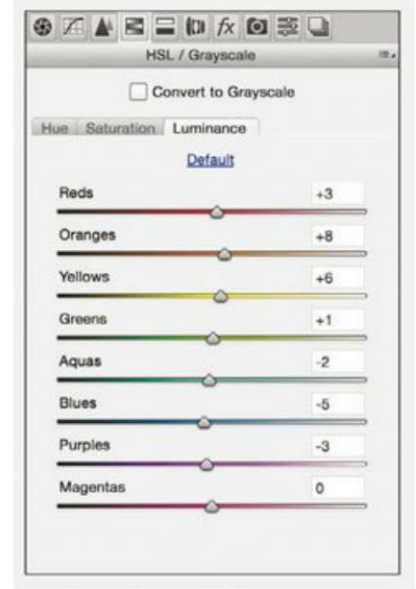 fx
HSL / Grayscale
Convert to Grayscale
Hue Saturation Luminance
Default
Reds +3
Oranges +8
Yellows +6
Greens +1
Aquas -2
Blues -5
Purples -3
Magentas 0